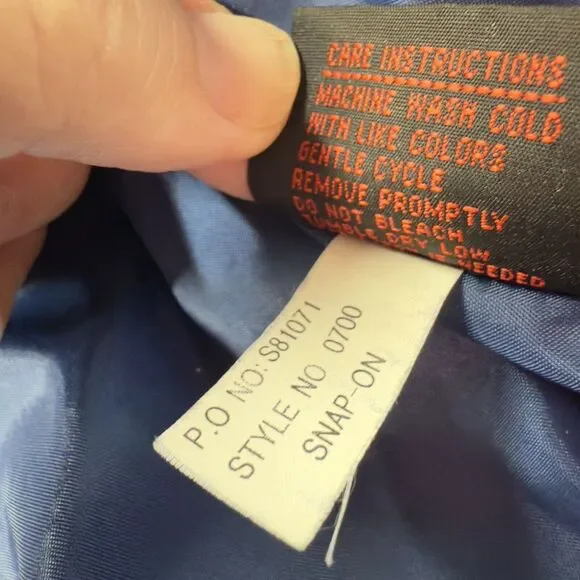 CARE INSTRUCTIONS
MACHINE WASH COLD
WITH LIKE COLORS
GENTLE CYCLE
REMOVE PROMPTLY
DO NOT BLEACH
TUMBLE DRY LOW
NEEDED
P.O NO: S81071
STYLE NO 0700
SNAP-ON